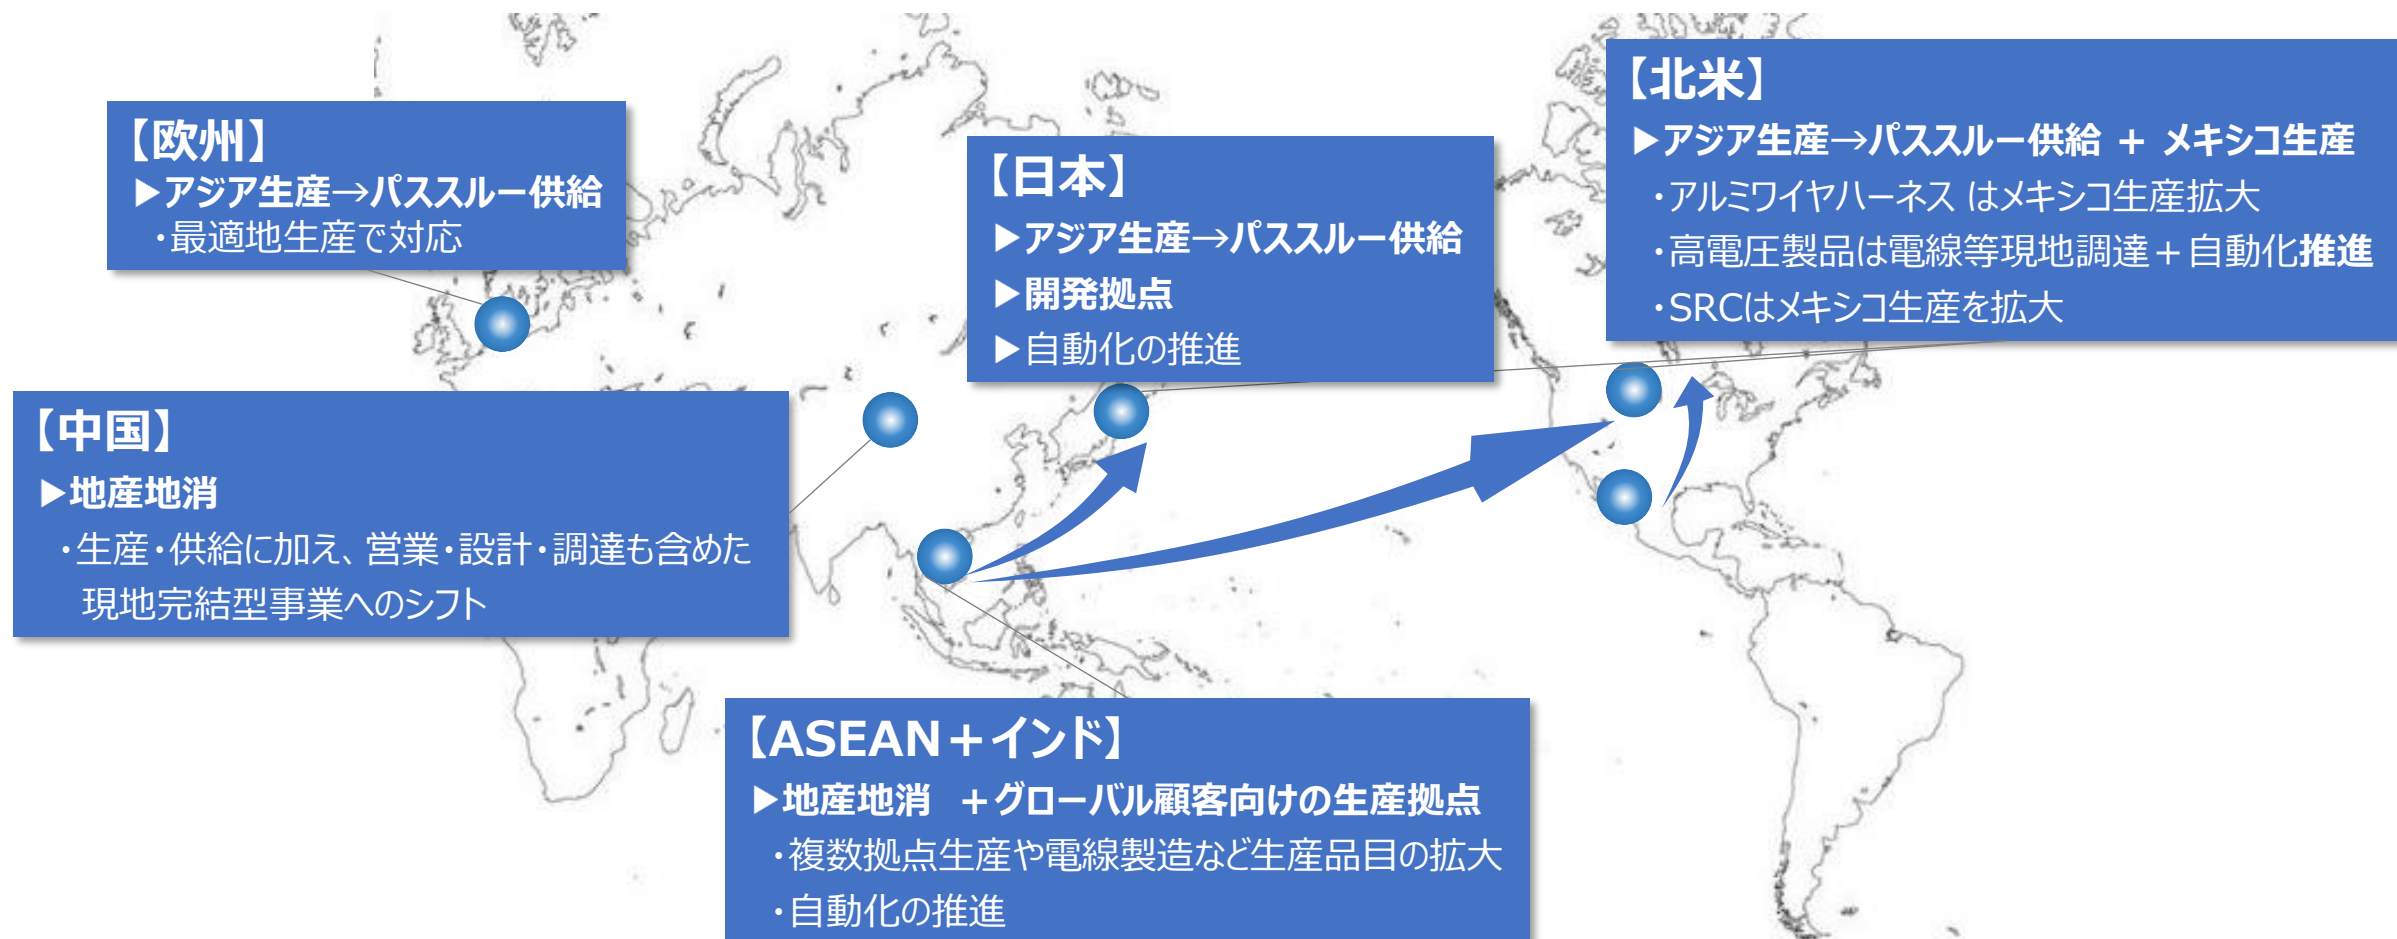 【欧州】
▶アジア生産→パススルー供給
・最適地生産で対応
【日本】
▶アジア生産→パススルー供給
▶開発拠点
▶自動化の推進
【北米】
▶アジア生産→パススルー供給 + メキシコ生産
・アルミワイヤハーネス はメキシコ生産拡大
・高電圧製品は電線等現地調達+自動化推進
・SRCはメキシコ生産を拡大
【中国】
▶地産地消
・生産・供給に加え、営業・設計・調達も含めた
現地完結型事業へのシフト
【ASEAN+インド】
▶地産地消 +グローバル顧客向けの生産拠点
・複数拠点生産や電線製造など生産品目の拡大
・自動化の推進